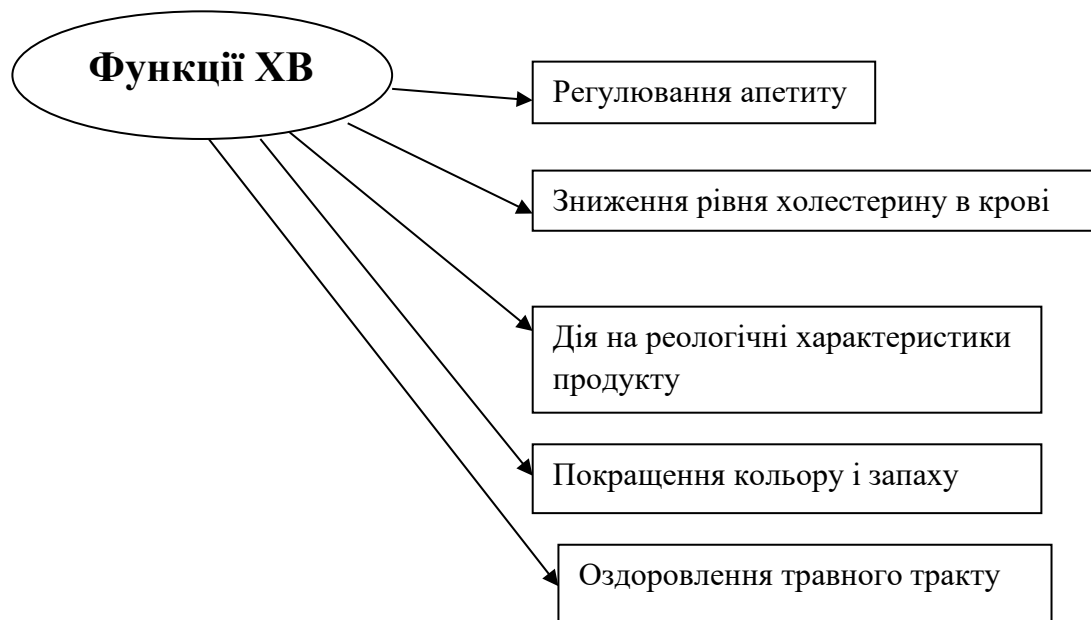 Функції ХВ
Регулювання апетиту
Зниження рівня холестерину в крові
Дія на реологічні характеристики
продукту
Покращення кольору і запаху
Оздоровлення травного тракту